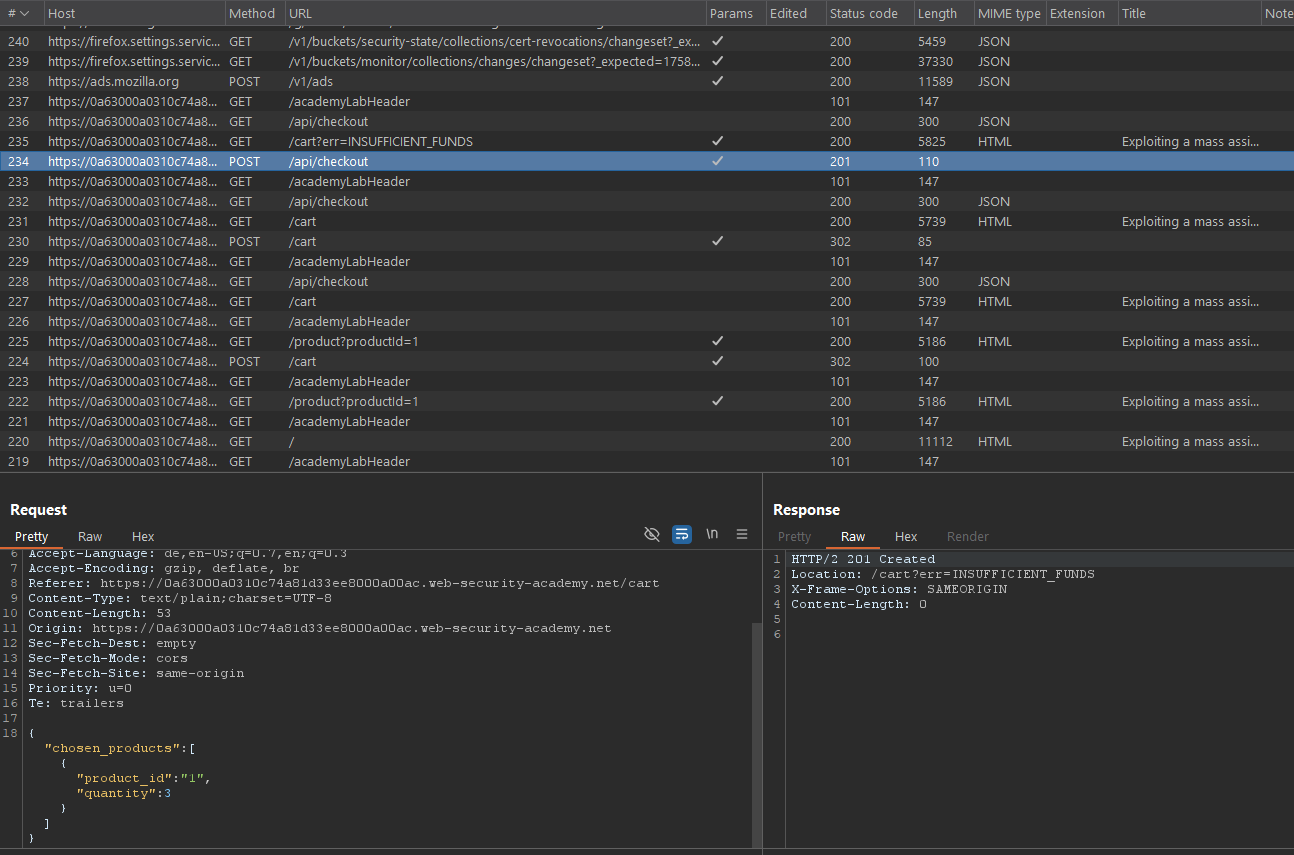 # Host Method URL Params Edited Status code Length MIME type Extension Title Note
240 https://firefox.settings.servic... GET /v1/buckets/security-state/collections/cert-revocations/changeset?_ex... ✓ 200 5459 JSON
239 https://firefox.settings.servic... GET /v1/buckets/monitor/collections/changes/changeset?_expected=1758... ✓ 200 37330 JSON
238 https://ads.mozilla.org POST /v1/ads ✓ 200 11589 JSON
237 https://0a63000a0310c74a8... GET /academyLabHeader 101 147
236 https://0a63000a0310c74a8... GET /api/checkout 200 300 JSON
235 https://0a63000a0310c74a8... GET /cart?err=INSUFFICIENT_FUNDS ✓ 200 5825 HTML Exploiting a mass assi...
234 https://0a63000a0310c74a8... POST /api/checkout ✓ 201 110
233 https://0a63000a0310c74a8... GET /academyLabHeader 101 147
232 https://0a63000a0310c74a8... GET /api/checkout 200 300 JSON
231 https://0a63000a0310c74a8... GET /cart 200 5739 HTML Exploiting a mass assi...
230 https://0a63000a0310c74a8... POST /cart ✓ 302 85
229 https://0a63000a0310c74a8... GET /academyLabHeader 101 147
228 https://0a63000a0310c74a8... GET /api/checkout 200 300 JSON
227 https://0a63000a0310c74a8... GET /cart 200 5739 HTML Exploiting a mass assi...
226 https://0a63000a0310c74a8... GET /academyLabHeader 101 147
225 https://0a63000a0310c74a8... GET /product?productId=1 ✓ 200 5186 HTML Exploiting a mass assi...
224 https://0a63000a0310c74a8... POST /cart ✓ 302 100
223 https://0a63000a0310c74a8... GET /academyLabHeader 101 147
222 https://0a63000a0310c74a8... GET /product?productId=1 ✓ 200 5186 HTML Exploiting a mass assi...
221 https://0a63000a0310c74a8... GET /academyLabHeader 101 147
220 https://0a63000a0310c74a8... GET / 200 11112 HTML Exploiting a mass assi...
219 https://0a63000a0310c74a8... GET /academyLabHeader 101 147
Request
Pretty Raw Hex \n
6 Accept-Language: de,en-US;q=0.7,en;q=0.3
7 Accept-Encoding: gzip, deflate, br
8 Referer: https://0a63000a0310c74a81d33ee8000a00ac.web-security-academy.net/cart
9 Content-Type: text/plain;charset=UTF-8
10 Content-Length: 53
11 Origin: https://0a63000a0310c74a81d33ee8000a00ac.web-security-academy.net
12 Sec-Fetch-Dest: empty
13 Sec-Fetch-Mode: cors
14 Sec-Fetch-Site: same-origin
15 Priority: u=0
16 Te: trailers
17
18 {
"chosen_products":[
{
"product_id":"1",
"quantity":3
}
]
}
Response
Pretty Raw Hex Render
1 HTTP/2 201 Created
2 Location: /cart?err=INSUFFICIENT_FUNDS
3 X-Frame-Options: SAMEORIGIN
4 Content-Length: 0
5
6